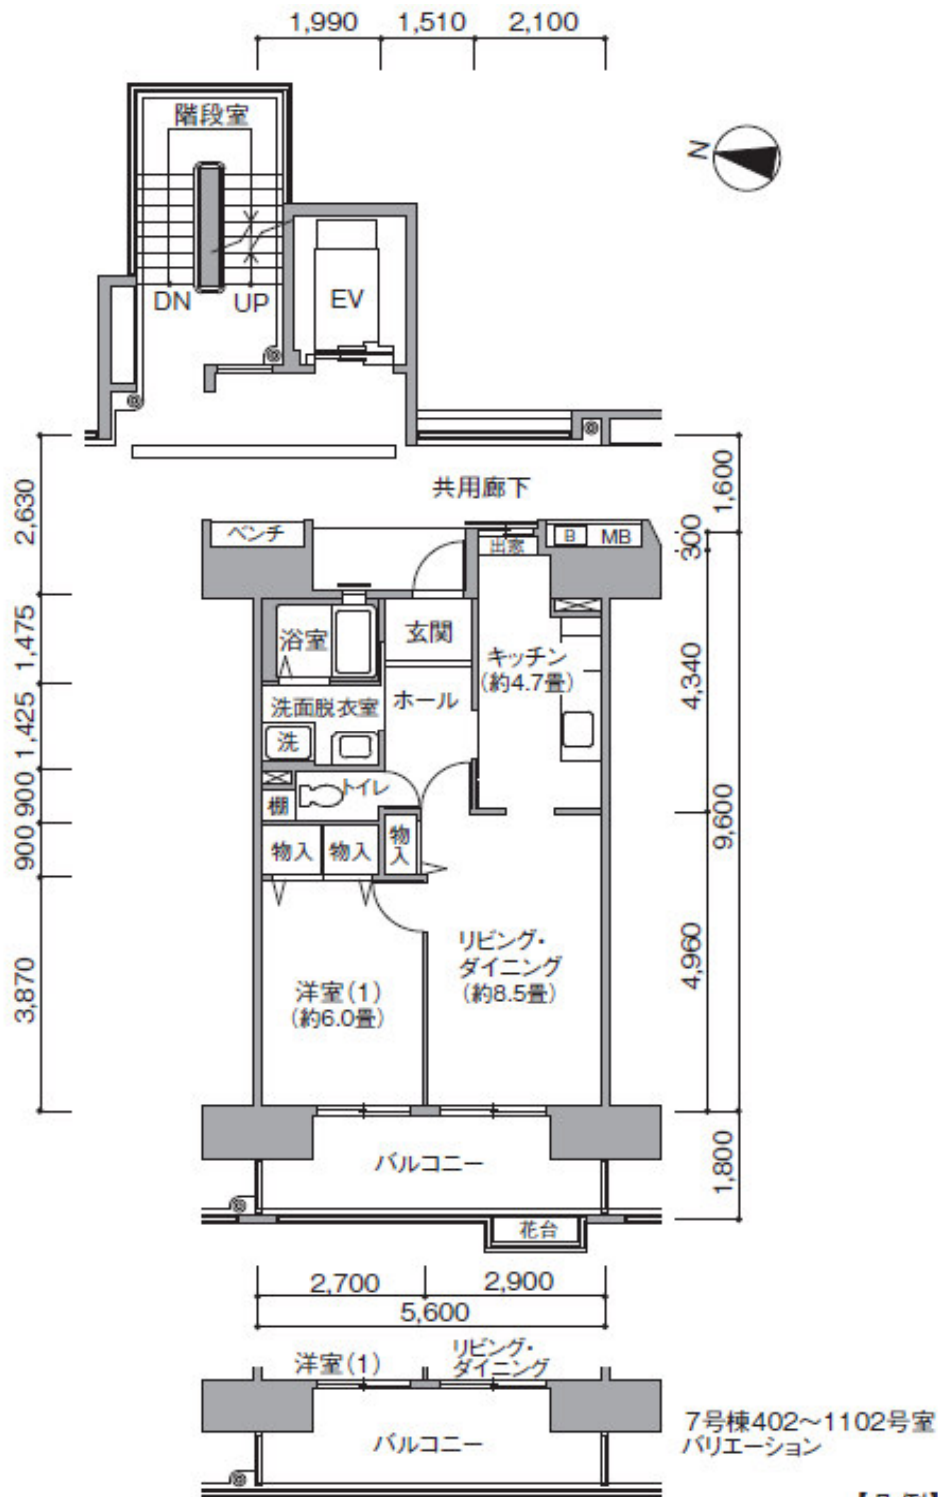 1,990
1,510
2,100
階段室
N
DN
UP
EV
共用廊下
2,630
1,600
ベンチ
出窓
B
MB
300
浴室
玄関
キッチン
(約4.7畳)
1,475
4,340
洗面脱衣室
ホール
洗
1,425
トイレ
棚
900
9,600
物入
物入
物入
900
リビング・
ダイニング
(約8.5畳)
4,960
洋室(1)
(約6.0畳)
3,870
バルコニー
1,800
花台
2,700
2,900
5,600
洋室(1)
リビング・
ダイニング
バルコニー
7号棟402～1102号室
バリエーション